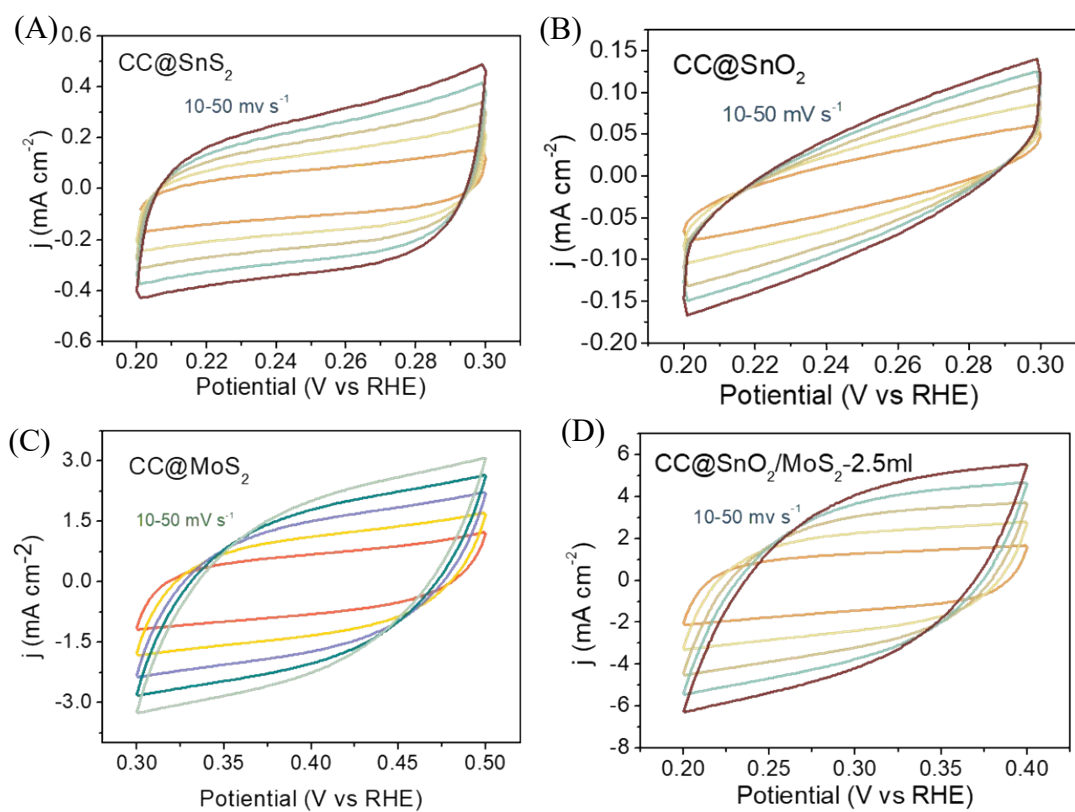 (A)
CC@SnS₂
10-50 mv s⁻¹
j (mA cm⁻²)
0.6
0.4
0.2
0.0
-0.2
-0.4
-0.6
0.20 0.22 0.24 0.26 0.28 0.30
Potiential (V vs RHE)
(B)
CC@SnO₂
10-50 mV s⁻¹
j (mA cm⁻²)
0.15
0.10
0.05
0.00
-0.05
-0.10
-0.15
-0.20
0.20 0.22 0.24 0.26 0.28 0.30
Potiential (V vs RHE)
(C)
CC@MoS₂
10-50 mV s⁻¹
j (mA cm⁻²)
3.0
1.5
0.0
-1.5
-3.0
0.30 0.35 0.40 0.45 0.50
Potiential (V vs RHE)
(D)
CC@SnO₂/MoS₂-2.5ml
10-50 mv s⁻¹
j (mA cm⁻²)
6
4
2
0
-2
-4
-6
-8
0.20 0.25 0.30 0.35 0.40
Potiential (V vs RHE)